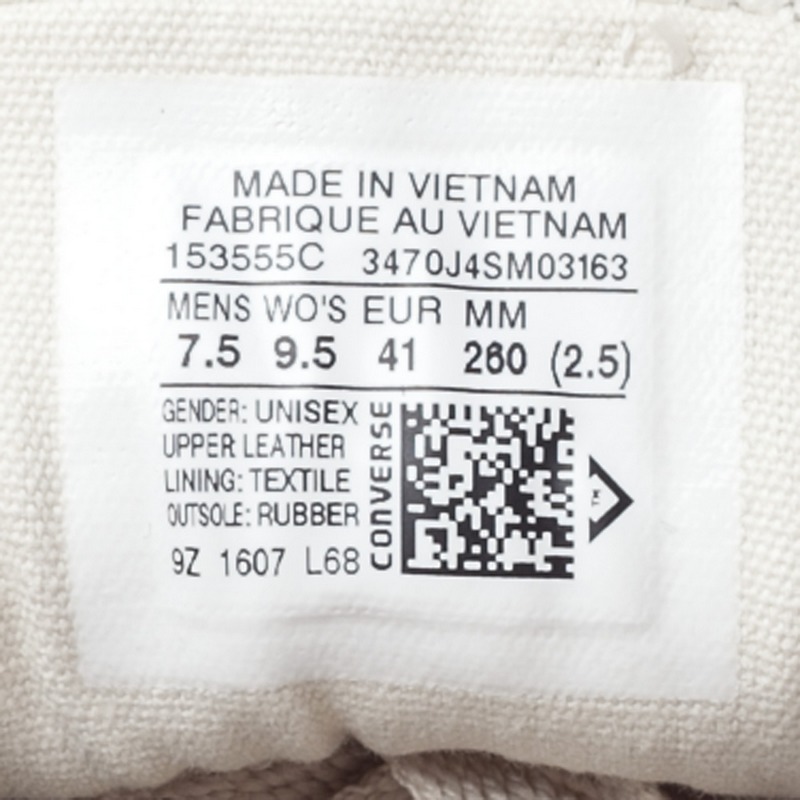 MADE IN VIETNAM
FABRIQUE AU VIETNAM
153555C 3470J4SM03163
MENS WO'S EUR MM
7.5 9.5 41 260 (2.5)
GENDER: UNISEX
UPPER LEATHER
LINING: TEXTILE
OUTSOLE: RUBBER
9Z 1607 L68
CONVERSE
TM